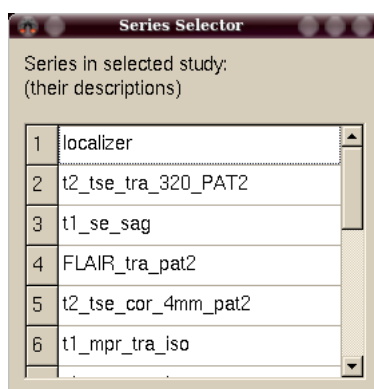 Series Selector
Series in selected study:
(their descriptions)
1 localizer
2 t2_tse_tra_320_PAT2
3 t1_se_sag
4 FLAIR_tra_pat2
5 t2_tse_cor_4mm_pat2
6 t1_mpr_tra_iso